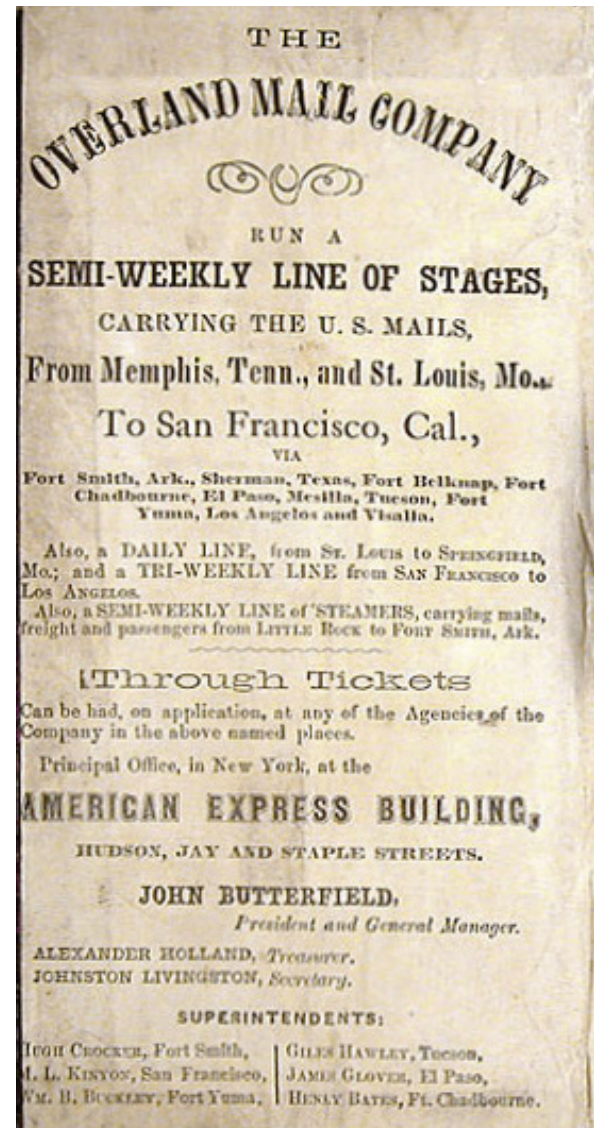 THE
OVERLAND MAIL COMPANY
RUN A
SEMI-WEEKLY LINE OF STAGES,
CARRYING THE U. S. MAILS,
From Memphis, Tenn., and St. Louis, Mo.,
To San Francisco, Cal.,
VIA
Fort Smith, Ark., Sherman, Texas, Fort Belknap, Fort
Chadbourne, El Paso, Mesilla, Tucson, Fort
Yuma, Los Angelos and Visalia.
Also, a DAILY LINE, from St. Louis to Springfield,
Mo.; and a TRI-WEEKLY LINE from San Francisco to
Los Angelos.
Also, a SEMI-WEEKLY LINE of STEAMERS, carrying mails,
freight and passengers from Little Rock to Fort Smith, Ark.
Through Tickets
Can be had, on application, at any of the Agencies of the
Company in the above named places.
Principal Office, in New York, at the
AMERICAN EXPRESS BUILDING,
HUDSON, JAY AND STAPLE STREETS.
JOHN BUTTERFIELD,
President and General Manager.
ALEXANDER HOLLAND, Treasurer.
JOHNSTON LIVINGSTON, Secretary.
SUPERINTENDENTS:
Hugh Crocker, Fort Smith, Giles Hawley, Tucson,
M. L. Kinyon, San Francisco, James Glover, El Paso,
Wm. B. Buckley, Fort Yuma, Henly Bates, Ft. Chadbourne.